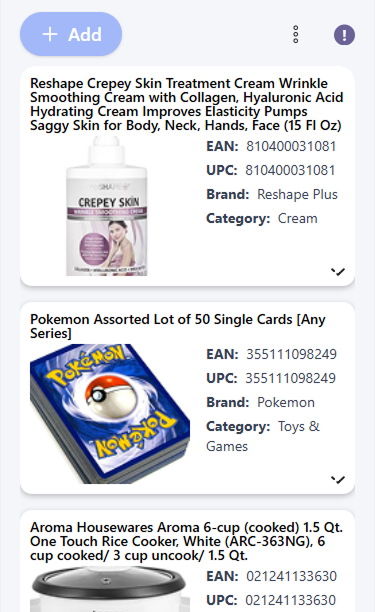 Add
Reshape Crepey Skin Treatment Cream Wrinkle
Smoothing Cream with Collagen, Hyaluronic Acid
Hydrating Cream Improves Elasticity Pumps
Saggy Skin for Body, Neck, Hands, Face (15 Fl Oz)
CREPEY SKIN
WRINKLE SMOOTHING CREAM
EAN: 810400031081
UPC: 810400031081
Brand: Reshape Plus
Category: Cream
Pokemon Assorted Lot of 50 Single Cards [Any
Series]
POKéMON
POKéMON
EAN: 355111098249
UPC: 355111098249
Brand: Pokemon
Category: Toys &
Games
Aroma Housewares Aroma 6-cup (cooked) 1.5 Qt.
One Touch Rice Cooker, White (ARC-363NG), 6
cup cooked/ 3 cup uncook/ 1.5 Qt.
EAN: 021241133630
UPC: 021241133630